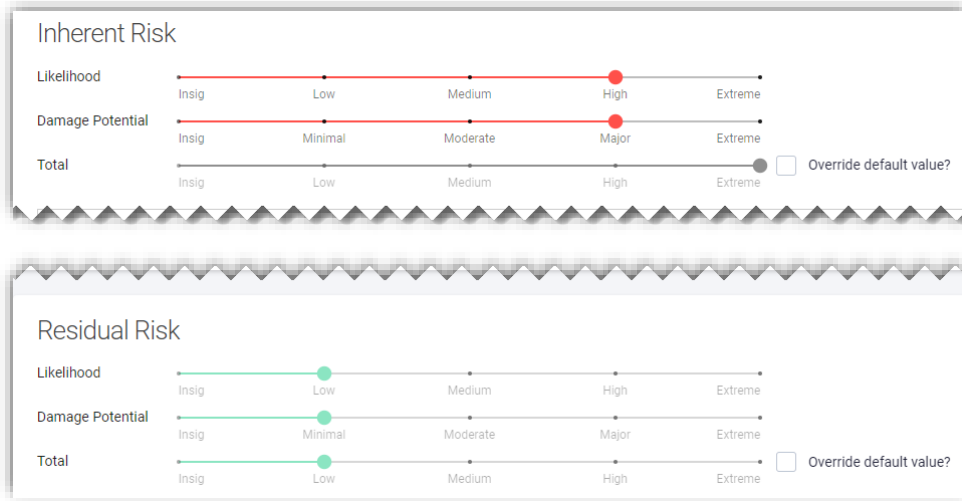 Inherent Risk
Likelihood
Insig Low Medium High Extreme
Damage Potential
Insig Minimal Moderate Major Extreme
Total Override default value?
Insig Low Medium High Extreme
Residual Risk
Likelihood
Insig Low Medium High Extreme
Damage Potential
Insig Minimal Moderate Major Extreme
Total Override default value?
Insig Low Medium High Extreme